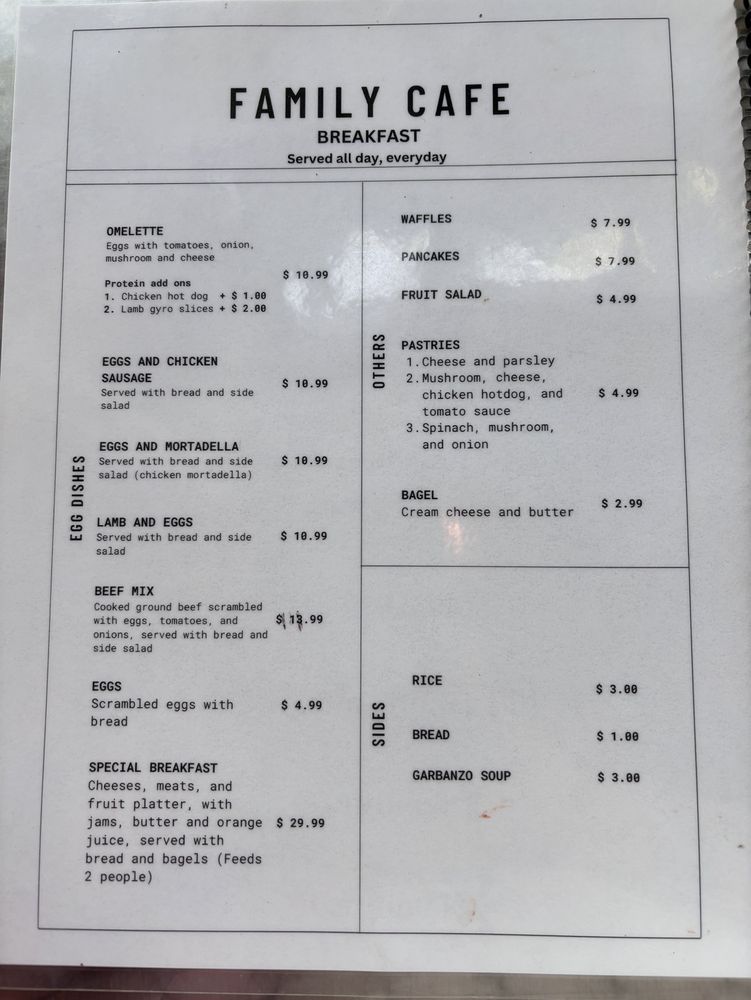 FAMILY CAFE
BREAKFAST
Served all day, everyday
EGG DISHES
OMELETTE
Eggs with tomatoes, onion,
mushroom and cheese
$ 10.99
Protein add ons
1. Chicken hot dog + $ 1.00
2. Lamb gyro slices + $ 2.00
EGGS AND CHICKEN
SAUSAGE
Served with bread and side
salad
$ 10.99
EGGS AND MORTADELLA
Served with bread and side
salad (chicken mortadella)
$ 10.99
LAMB AND EGGS
Served with bread and side
salad
$ 10.99
BEEF MIX
Cooked ground beef scrambled
with eggs, tomatoes, and
onions, served with bread and
side salad
$ 13.99
EGGS
Scrambled eggs with
bread
$ 4.99
SPECIAL BREAKFAST
Cheeses, meats, and
fruit platter, with
jams, butter and orange
juice, served with
bread and bagels (Feeds
2 people)
$ 29.99
OTHERS
WAFFLES $ 7.99
PANCAKES $ 7.99
FRUIT SALAD $ 4.99
PASTRIES
1. Cheese and parsley
2. Mushroom, cheese,
chicken hotdog, and
tomato sauce
3. Spinach, mushroom,
and onion
$ 4.99
BAGEL
Cream cheese and butter
$ 2.99
SIDES
RICE $ 3.00
BREAD $ 1.00
GARBANZO SOUP $ 3.00